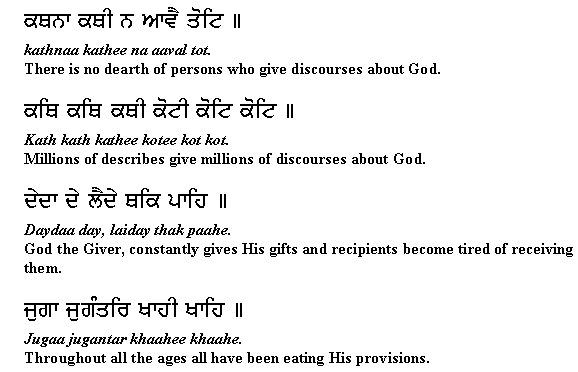 ਕਥਨਾ ਕਥੀ ਨ ਆਵੈ ਤੋਟਿ ॥
kathnaa kathee na aaval tot.
There is no dearth of persons who give discourses about God.
ਕਥਿ ਕਥਿ ਕਥੀ ਕੋਟੀ ਕੋਟਿ ਕੋਟਿ ॥
Kath kath kathee kotee kot kot.
Millions of describes give millions of discourses about God.
ਦੇਦਾ ਦੇ ਲੈਦੇ ਥਕਿ ਪਾਹਿ ॥
Daydaa day, laiday thak paahe.
God the Giver, constantly gives His gifts and recipients become tired of receiving
them.
ਜੁਗਾ ਜੁਗੰਤਰਿ ਖਾਹੀ ਖਾਹਿ ॥
Jugaa jugantar khaahee khaahe.
Throughout all the ages all have been eating His provisions.